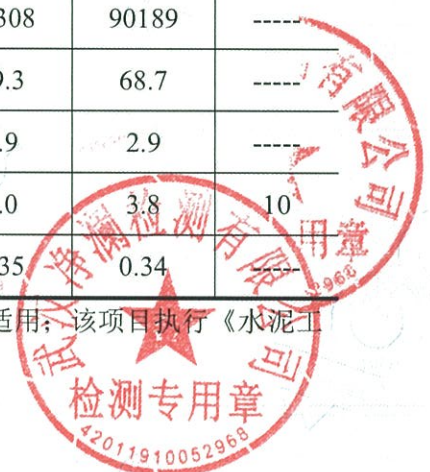 308 90189 -----
9.3 68.7 -----
.9 2.9 -----
.0 3.8 10
35 0.34 -----
适用；该项目执行《水泥工
武汉净澜检测有限公司
检测专用章
42011910052968
有限公司
用章
2968